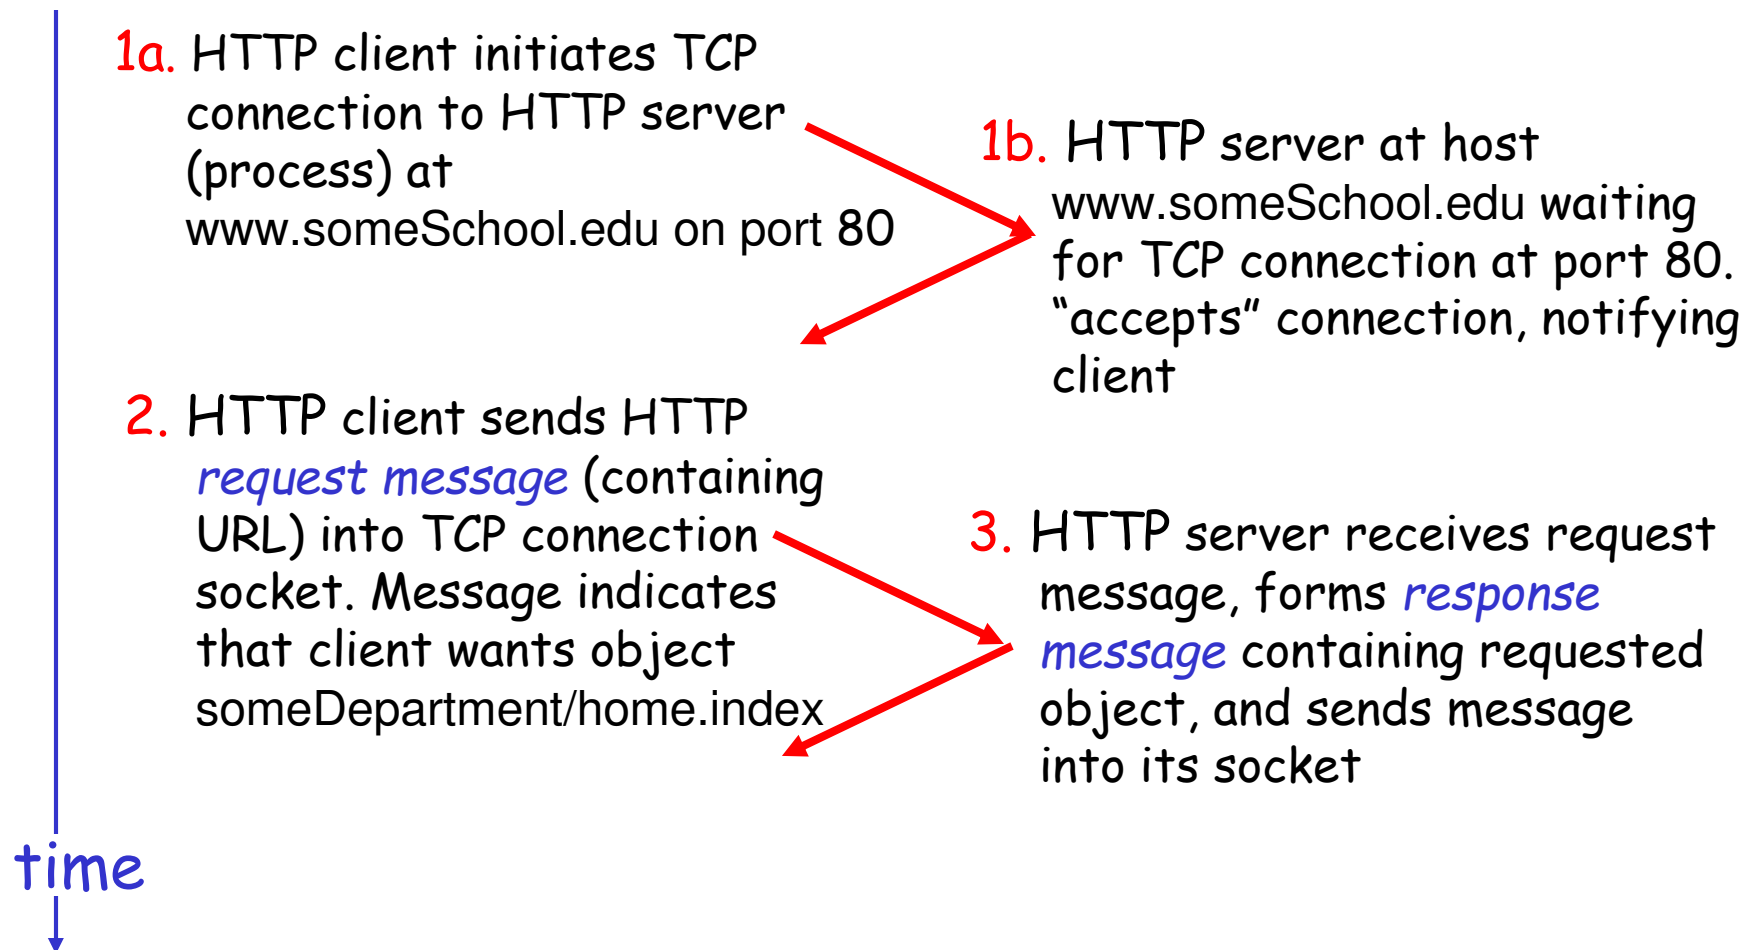 1a. HTTP client initiates TCP
connection to HTTP server
(process) at
www.someSchool.edu on port 80
1b. HTTP server at host
www.someSchool.edu waiting
for TCP connection at port 80.
“accepts” connection, notifying
client
2. HTTP client sends HTTP
request message (containing
URL) into TCP connection
socket. Message indicates
that client wants object
someDepartment/home.index
3. HTTP server receives request
message, forms response
message containing requested
object, and sends message
into its socket
time